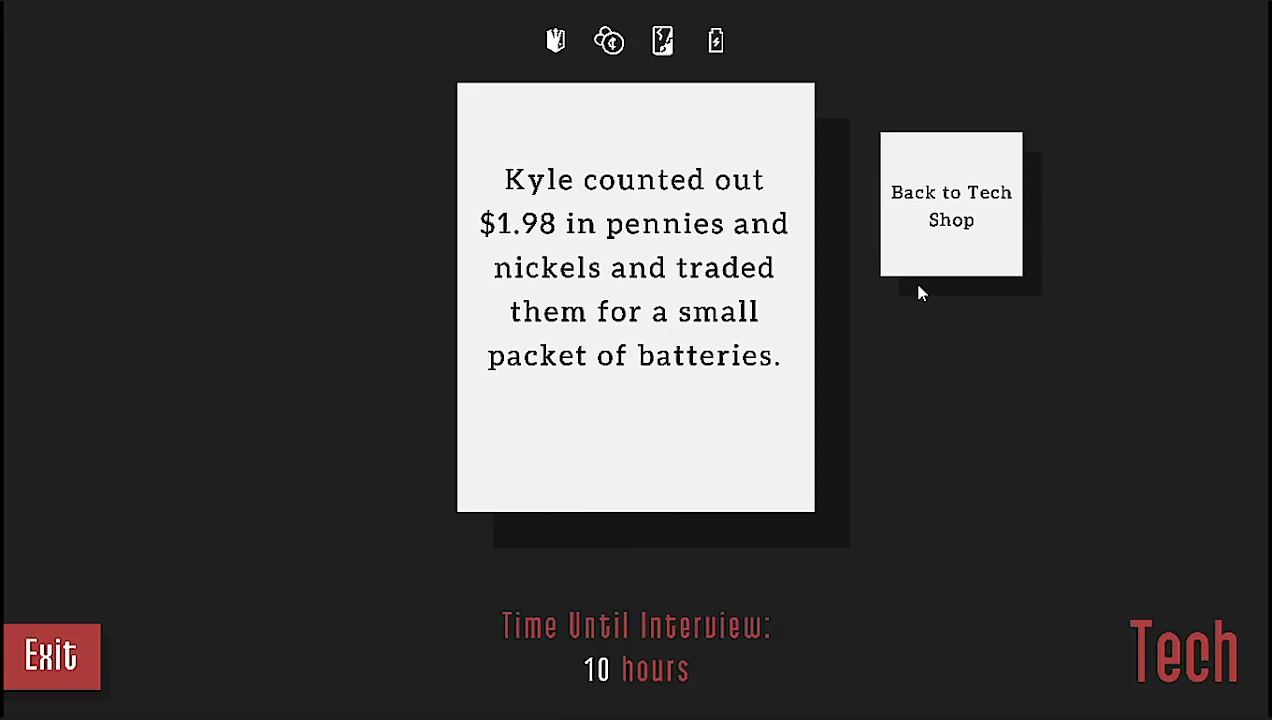 Kyle counted out
$1.98 in pennies and
nickels and traded
them for a small
packet of batteries.
Back to Tech
Shop
Time Until Interview:
10 hours
Exit
Tech